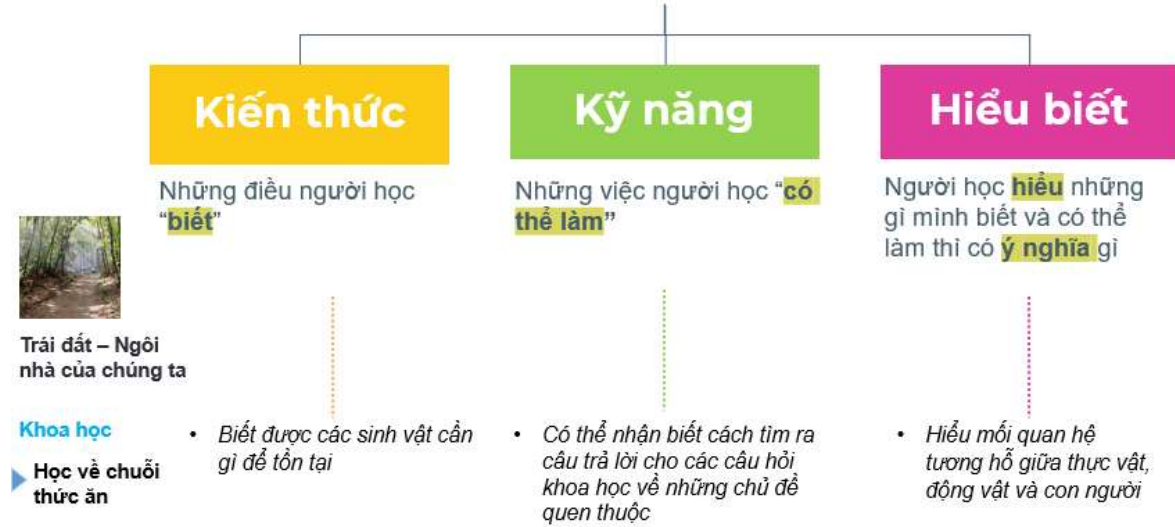 Kiến thức
Kỹ năng
Hiểu biết
Những điều người học
“biết”
Những việc người học “có
thể làm”
Người học hiểu những
gì mình biết và có thể
làm thì có ý nghĩa gì
Trái đất – Ngôi
nhà của chúng ta
Khoa học
Học về chuỗi
thức ăn
• Biết được các sinh vật cần
gì để tồn tại
• Có thể nhận biết cách tìm ra
câu trả lời cho các câu hỏi
khoa học về những chủ đề
quen thuộc
• Hiểu mối quan hệ
tương hỗ giữa thực vật,
động vật và con người